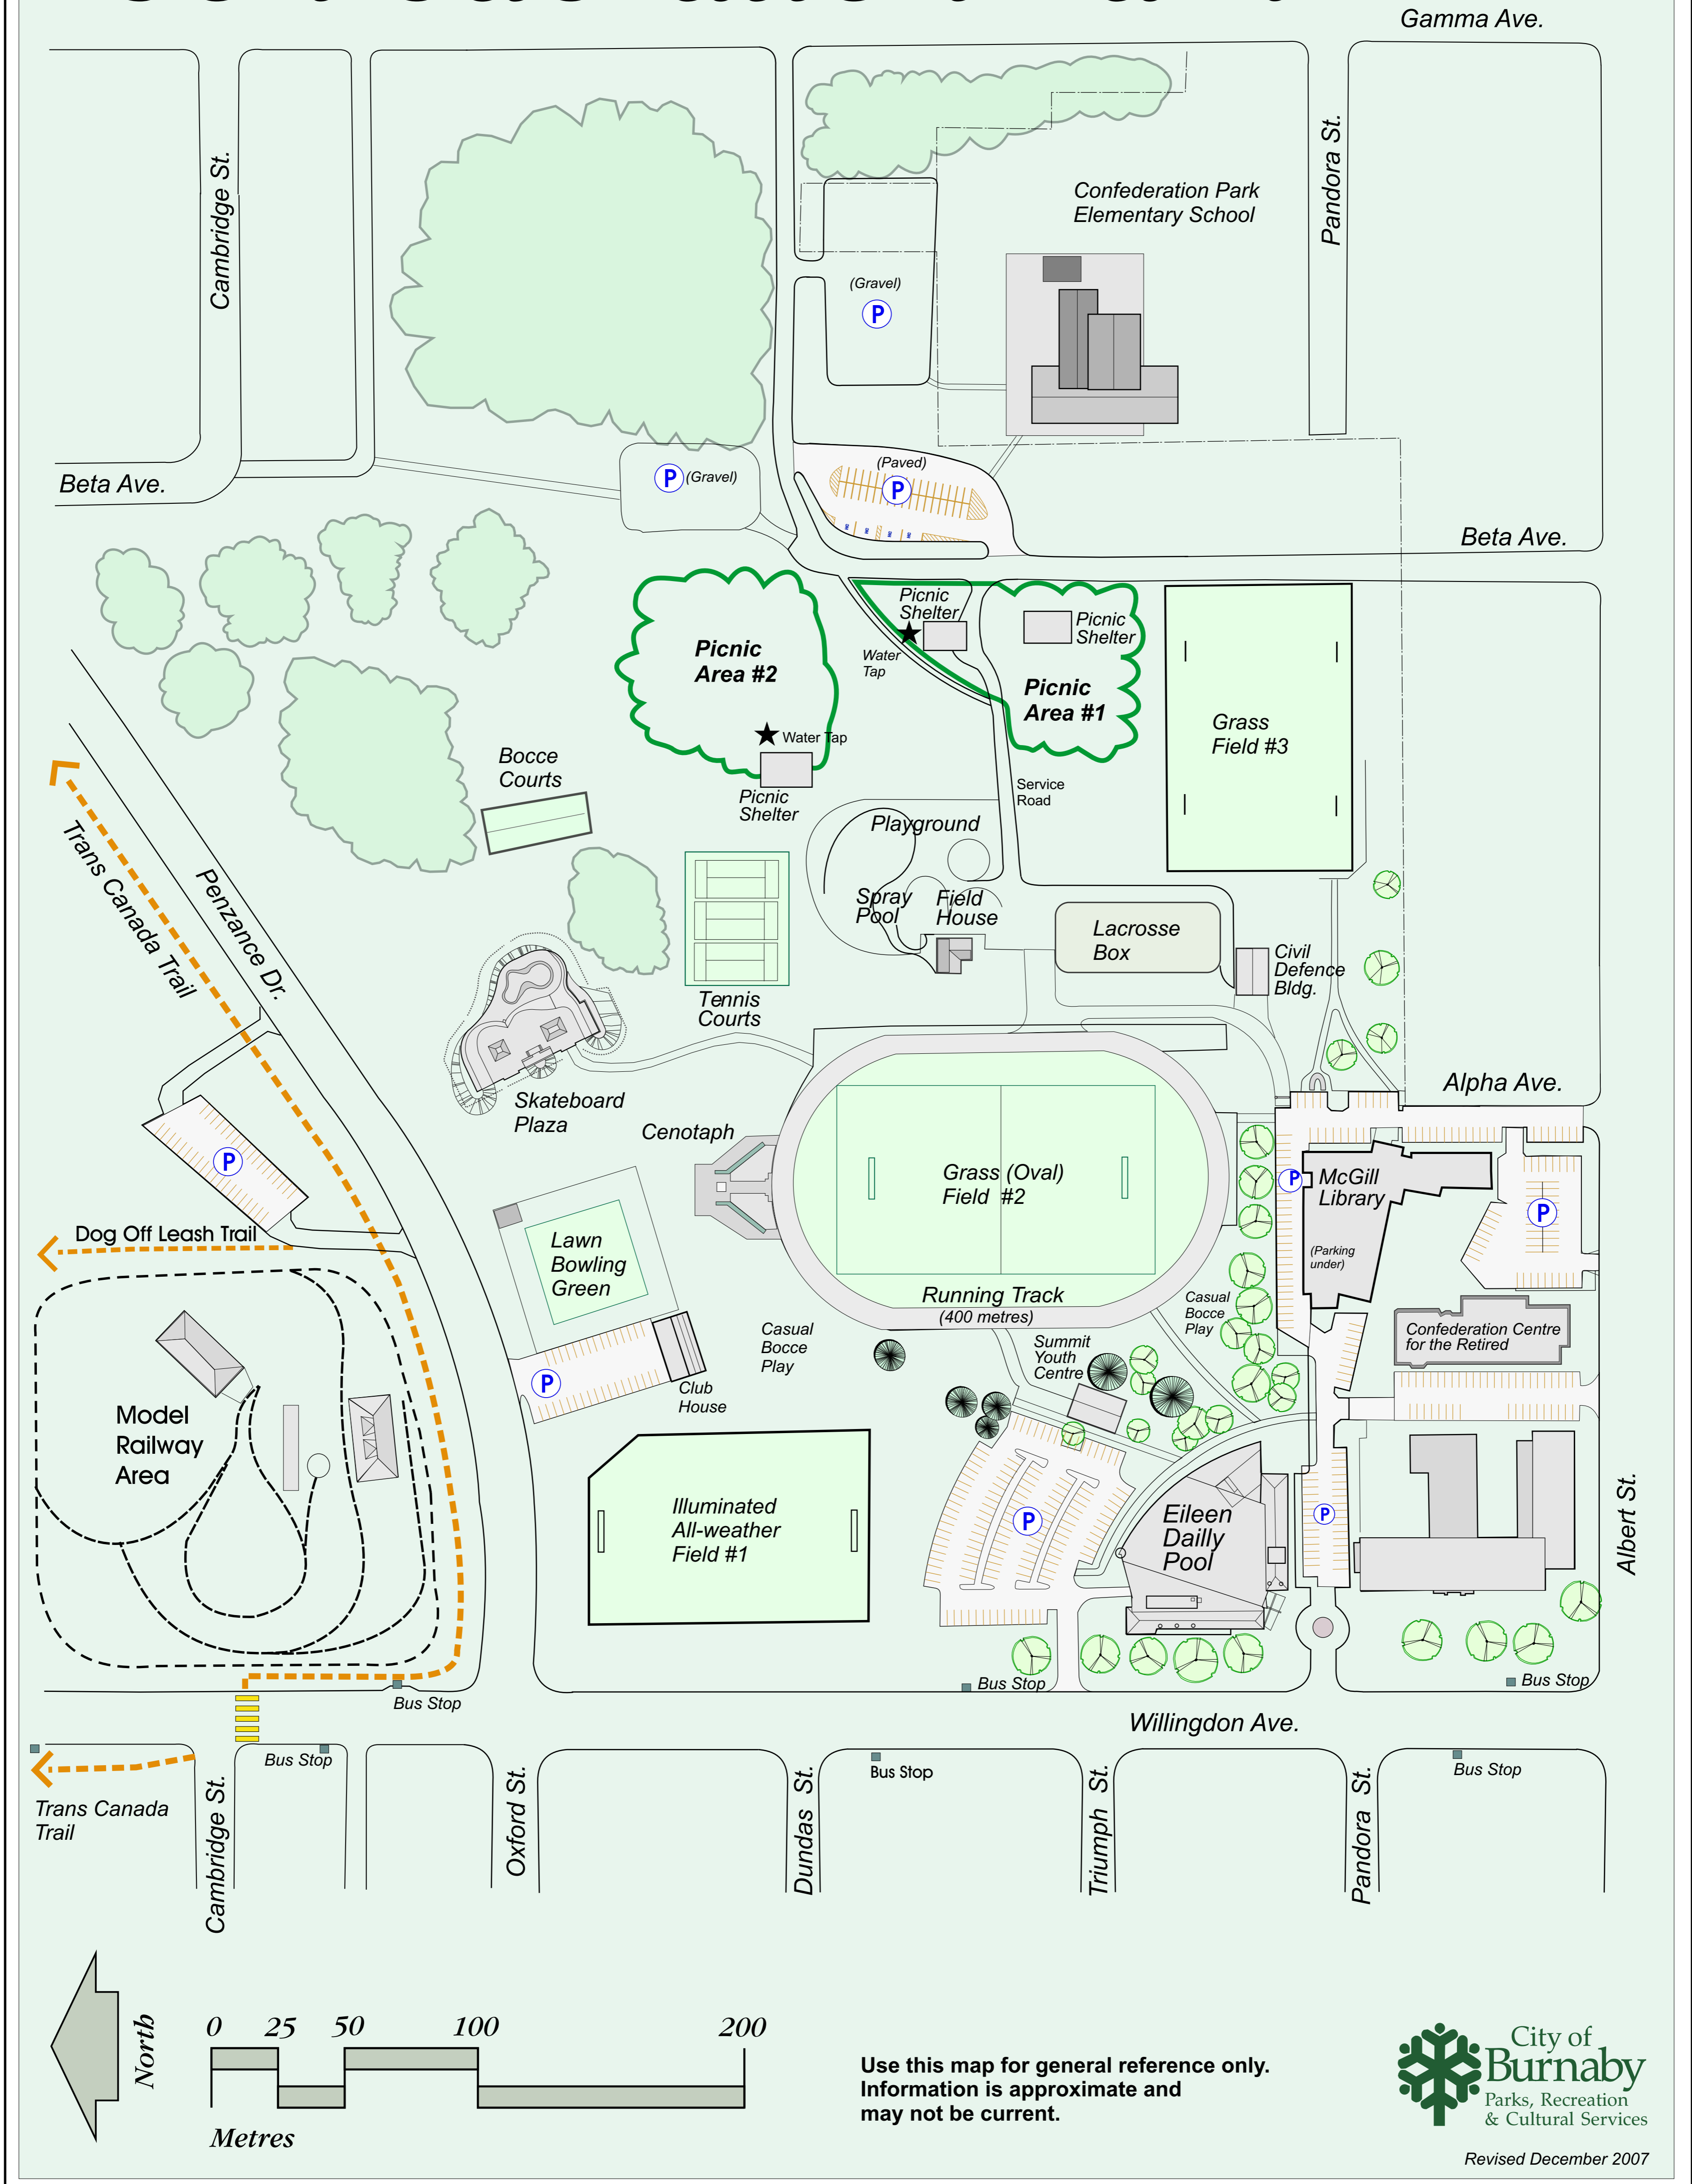 Gamma Ave.
Cambridge St.
Pandora St.
Confederation Park
Elementary School
(Gravel)
P
Beta Ave.
P (Gravel)
(Paved)
P
Beta Ave.
Picnic
Shelter
Picnic
Shelter
Water
Tap
Picnic
Area #2
Picnic
Area #1
Water Tap
Picnic
Shelter
Grass
Field #3
Bocce
Courts
Service
Road
Playground
Trans Canada Trail
Penzance Dr.
Spray
Pool
Field
House
Lacrosse
Box
Civil
Defence
Bldg.
Tennis
Courts
Skateboard
Plaza
Alpha Ave.
Cenotaph
P
Grass (Oval)
Field #2
P
McGill
Library
P
Dog Off Leash Trail
Lawn
Bowling
Green
(Parking
under)
Running Track
(400 metres)
Casual
Bocce
Play
Casual
Bocce
Play
Summit
Youth
Centre
Confederation Centre
for the Retired
P
Club
House
Model
Railway
Area
Illuminated
All-weather
Field #1
P
Eileen
Dailly
Pool
P
Albert St.
Bus Stop
Bus Stop
Bus Stop
Willingdon Ave.
Bus Stop
Bus Stop
Bus Stop
Trans Canada
Trail
Cambridge St.
Oxford St.
Dundas St.
Triumph St.
Pandora St.
North
0 25 50 100 200
Metres
Use this map for general reference only.
Information is approximate and
may not be current.
City of
Burnaby
Parks, Recreation
& Cultural Services
Revised December 2007